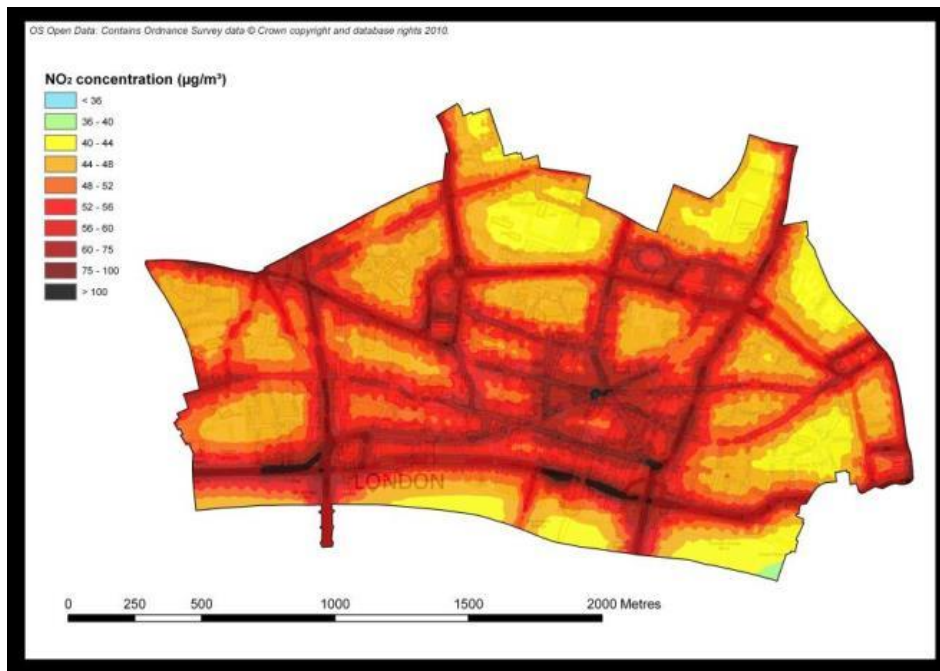 OS Open Data: Contains Ordnance Survey data © Crown copyright and database rights 2010.
NO₂ concentration (µg/m³)
< 36
36 - 40
40 - 44
44 - 48
48 - 52
52 - 56
56 - 60
60 - 75
75 - 100
> 100
LONDON
0 250 500 1000 1500 2000 Metres